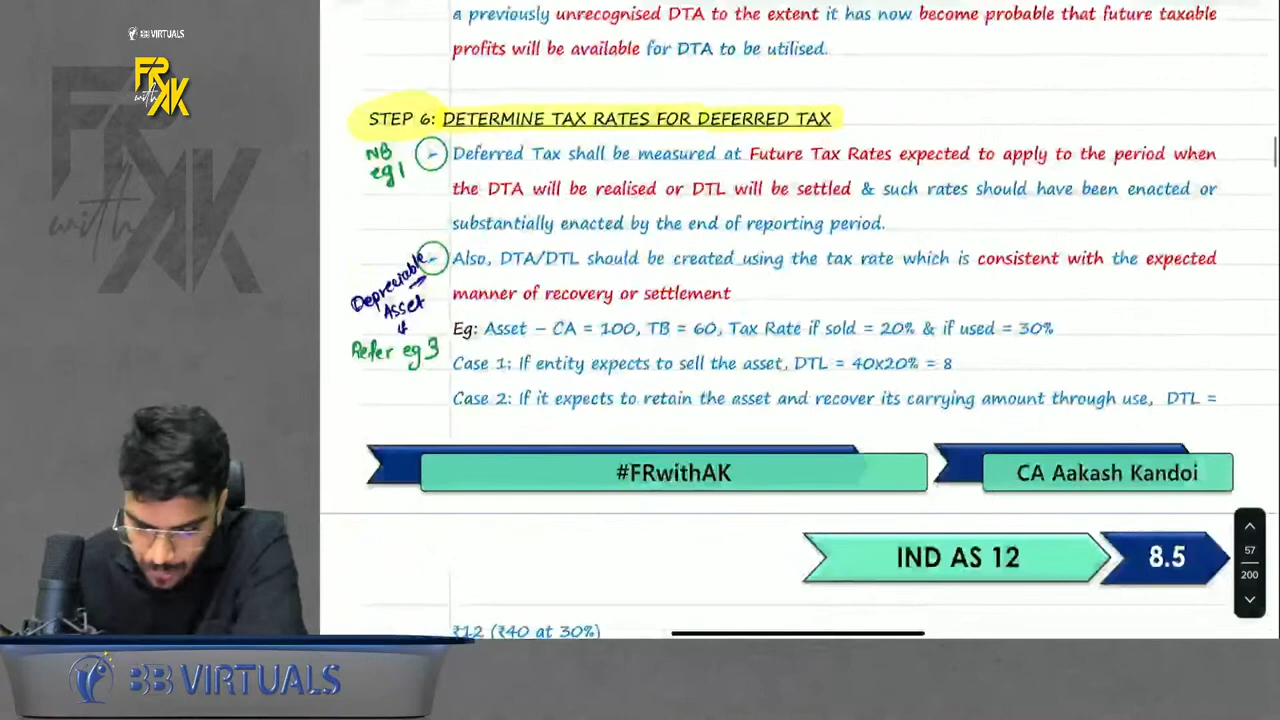 BB VIRTUALS
FR
with
AK
a previously unrecognised DTA to the extent it has now become probable that future taxable
profits will be available for DTA to be utilised.
STEP 6: DETERMINE TAX RATES FOR DEFERRED TAX
NB
eg 1
Deferred Tax shall be measured at Future Tax Rates expected to apply to the period when
the DTA will be realised or DTL will be settled & such rates should have been enacted or
substantially enacted by the end of reporting period.
Depreciable
Asset
Refer eg 3
Also, DTA/DTL should be created using the tax rate which is consistent with the expected
manner of recovery or settlement
Eg: Asset – CA = 100, TB = 60, Tax Rate if sold = 20% & if used = 30%
Case 1: If entity expects to sell the asset, DTL = 40x20% = 8
Case 2: If it expects to retain the asset and recover its carrying amount through use, DTL =
#FRwithAK
CA Aakash Kandoi
IND AS 12
8.5
57
200
₹12 (₹40 at 30%)
BB VIRTUALS